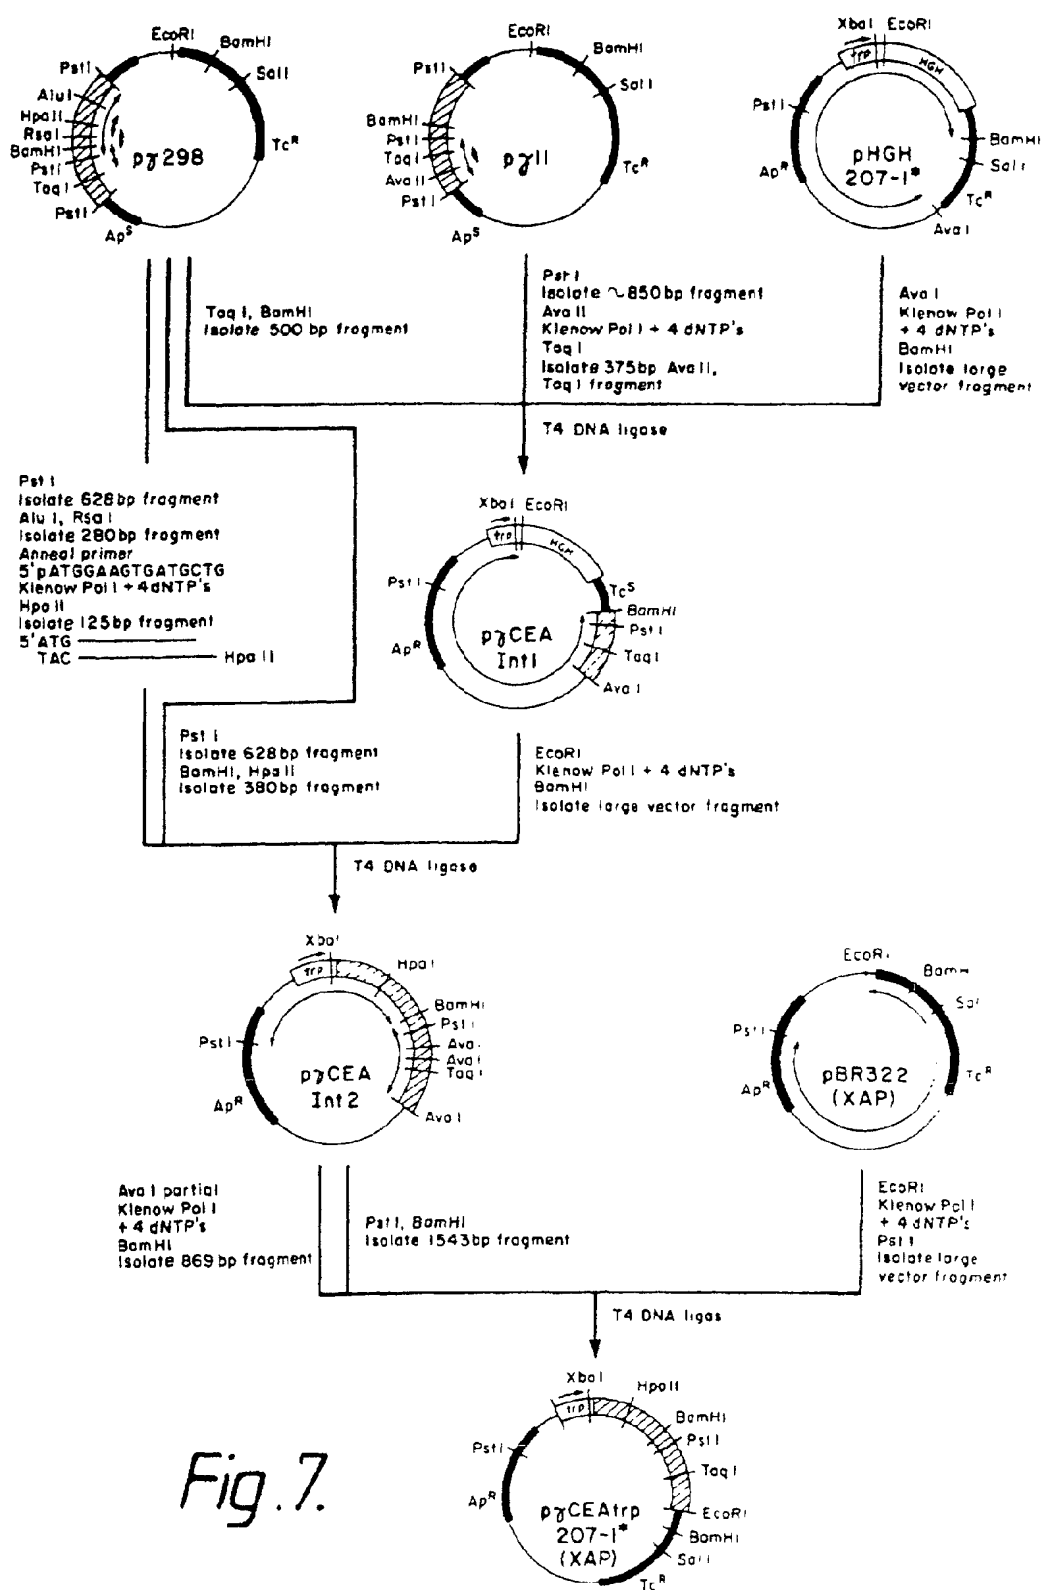 EcoRI
BamHI
SalI
TcR
ApS
PstI
TaqI
PstI
BamHI
RsaI
HpaII
AluI
PstI
pγ298
EcoRI
BamHI
SalI
TcR
ApS
PstI
AvaII
TaqI
PstI
BamHI
PstI
pγ11
XbaI
EcoRI
trp
HGH
PstI
BamHI
SalI
TcR
AvaI
ApR
pHGH
207-1*
TaqI, BamHI
Isolate 500 bp fragment
PstI
Isolate ~850bp fragment
AvaII
Klenow Pol I + 4 dNTP's
TaqI
Isolate 375bp AvaII,
TaqI fragment
AvaI
Klenow Pol I
+ 4 dNTP's
BamHI
Isolate large
vector fragment
T4 DNA ligase
Pst I
Isolate 628bp fragment
Alu I, Rsa I
Isolate 280bp fragment
Anneal primer
5'pATGGAAGTGATGCTG
Klenow Pol I + 4dNTP's
HpaII
Isolate 125bp fragment
5'ATG
TAC
HpaII
XbaI
EcoRI
trp
HGH
PstI
TcS
BamHI
PstI
TaqI
AvaI
ApR
pγCEA
Int1
PstI
Isolate 628bp fragment
BamHI, HpaII
Isolate 380bp fragment
EcoRI
Klenow Pol I + 4 dNTP's
BamHI
Isolate large vector fragment
T4 DNA ligase
XbaI
trp
HpaI
BamHI
PstI
AvaI
AvaI
TaqI
AvaI
PstI
ApR
pγCEA
Int2
EcoRI
BamH
Sal
PstI
TcR
ApR
pBR322
(XAP)
Ava I partial
Klenow Pol I
+ 4 dNTP's
BamHI
Isolate 869bp fragment
PstI, BamHI
Isolate 1543bp fragment
EcoRI
Klenow Pol I
+ 4 dNTP's
Pst I
Isolate large
vector fragment
T4 DNA ligas
XbaI
trp
HpaII
BamHI
PstI
TaqI
EcoRI
BamHI
SalI
TcR
PstI
ApR
pγCEAtrp
207-1*
(XAP)
Fig. 7.